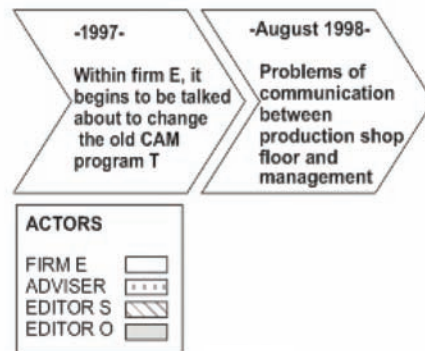 -1997-
Within firm E, it
begins to be talked
about to change
the old CAM
program T
-August 1998-
Problems of
communication
between
production shop
floor and
management
ACTORS
FIRM E
ADVISER
EDITOR S
EDITOR O